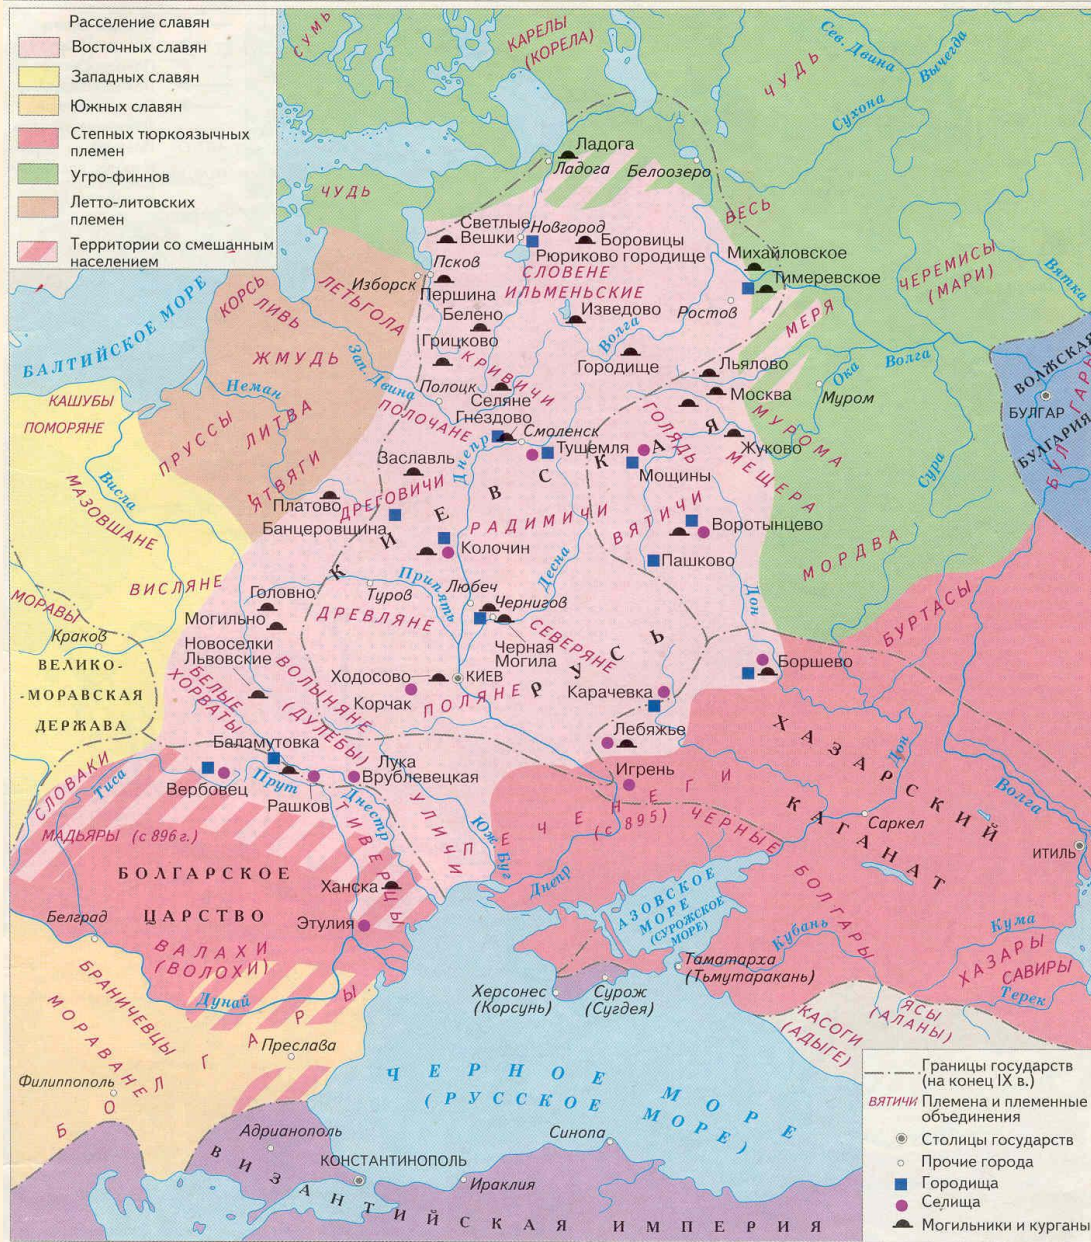 Расселение славян
Восточных славян
Западных славян
Южных славян
Степных тюркоязычных
племен
Угро-финнов
Летто-литовских
племен
Территории со смешанным
населением
СУМЬ
КАРЕЛЫ
(КОРЕЛА)
ЧУДЬ
Сев. Двина
Вычегда
Сухона
Ладога
Ладога
Белоозеро
ЧУДЬ
ВЕСЬ
Светлые
Вешки
Новгород
Боровицы
Рюриково городище
СЛОВЕНЕ
ИЛЬМЕНЬСКИЕ
Михайловское
Тимеревское
ЧЕРЕМИСЫ
(МАРИ)
Вятка
Псков
Изборск
Першина
Белено
Грицково
Изведово
Волга
Ростов
МЕРЯ
Городище
БАЛТИЙСКОЕ МОРЕ
КОРСЬ
ЛИВЬ
ЛЕТЬГОЛА
ЖМУДЬ
Зап. Двина
Неман
КРИВИЧИ
Полоцк
ПОЛОЧАНЕ
Селяне
Гнездово
Смоленск
Днепр
Тушемля
Льялово
Москва
Ока
Волга
Муром
ГОЛЯДЬ
МУРОМА
Жуково
МЕЩЕРА
Мощины
Сура
ВОЛЖСКАЯ
БУЛГАР
БУЛГАРИЯ
БУЛГАРЫ
КАШУБЫ
ПОМОРЯНЕ
Висла
МАЗОВШАНЕ
ПРУССЫ
ЛИТВА
ЯТВЯГИ
Заславль
Платово
ДРЕГОВИЧИ
Банцеровщина
КИЕВСКАЯ
РУСЬ
РАДИМИЧИ
ВЯТИЧИ
Воротынцево
Пашково
МОРДВА
Колочин
Десна
Дон
БУРТАСЫ
ВИСЛЯНЕ
МОРАВЫ
Краков
ВЕЛИКО-
-МОРАВСКАЯ
ДЕРЖАВА
Головно
Могильно
Новоселки
Львовские
Туров
Припять
Любеч
Чернигов
ДРЕВЛЯНЕ
Черная
Могила
СЕВЕРЯНЕ
Ходосово
КИЕВ
Корчак
ПОЛЯНЕ
Карачевка
Боршево
Лебяжье
БЕЛЫЕ
ХОРВАТЫ
ВОЛЫНЯНЕ
(ДУЛЕБЫ)
Баламутовка
Лука
Врублевецкая
Вербовец
Прут
Рашков
Днестр
УЛИЧИ
ТИВЕРЦЫ
Юж. Буг
СЛОВАКИ
Тиса
МАДЬЯРЫ (с 896 г.)
Игрень
ПЕЧЕНЕГИ
(с 895)
Днепр
ЧЕРНЫЕ
БОЛГАРЫ
ХАЗАРСКИЙ
КАГАНАТ
Дон
Саркел
Волга
ИТИЛЬ
БОЛГАРСКОЕ
ЦАРСТВО
Ханска
Этулия
Белград
ВАЛАХИ
(ВОЛОХИ)
Дунай
АЗОВСКОЕ
МОРЕ
(СУРОЖСКОЕ
МОРЕ)
Кубань
Кума
ХАЗАРЫ
САВИРЫ
Терек
Таматарха
(Тьмутаракань)
Херсонес
(Корсунь)
Сурож
(Сугдея)
КАСОГИ
(АДЫГЕ)
ЯСЫ
(АЛАНЫ)
БРАНИЧЕВЦЫ
МОРАВАНЕ
Филиппополь
БОЛГАРЫ
Преслава
ЧЕРНОЕ МОРЕ
(РУССКОЕ МОРЕ)
Адрианополь
КОНСТАНТИНОПОЛЬ
Синопа
Ираклия
ВИЗАНТИЙСКАЯ ИМПЕРИЯ
Границы государств
(на конец IX в.)
ВЯТИЧИ Племена и племенные
объединения
Столицы государств
Прочие города
Городища
Селища
Могильники и курганы